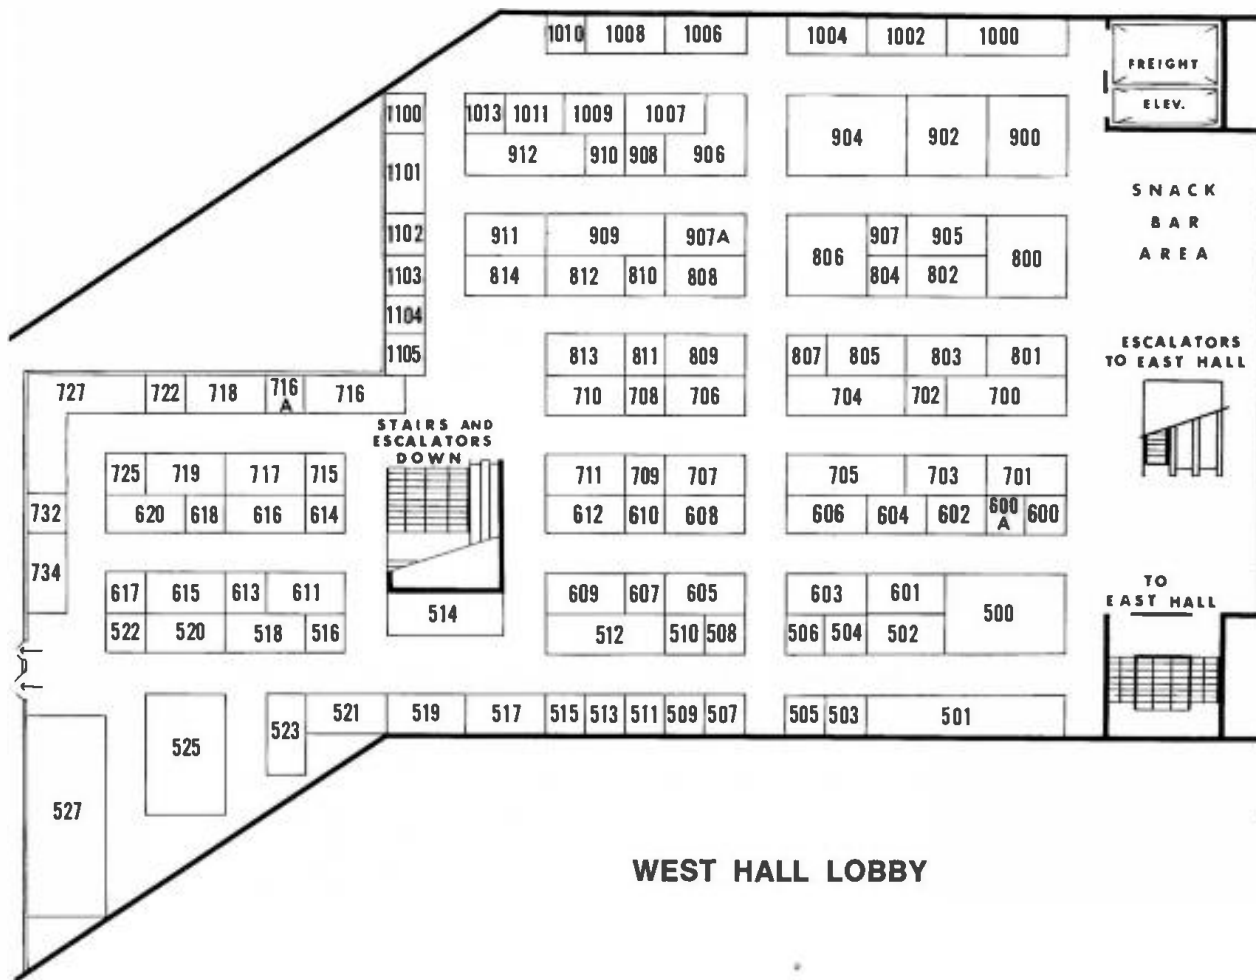 1010 1008 1006 1004 1002 1000
FREIGHT
ELEV.
1100 1013 1011 1009 1007
904 902 900
912 910 908 906
1101
SNACK
BAR
AREA
1102 911 909 907A 907 905
806 800
1103 814 812 810 808 804 802
1104
1105 813 811 809 807 805 803 801
ESCALATORS
TO EAST HALL
727 722 718 716 A 716 710 708 706 704 702 700
STAIRS AND
ESCALATORS
DOWN
725 719 717 715 711 709 707 705 703 701
732 620 618 616 614 612 610 608 606 604 602 600 A 600
734
617 615 613 611 609 607 605 603 601
500
TO
EAST HALL
522 520 518 516 514 512 510 508 506 504 502
521 519 517 515 513 511 509 507 505 503 501
523
525
527
WEST HALL LOBBY